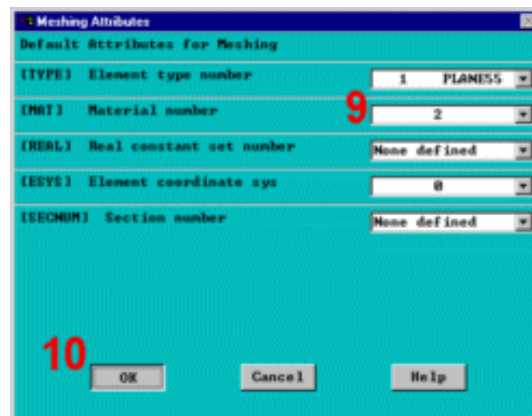 Meshing Attributes
Default Attributes for Meshing
[TYPE] Element type number 1 PLANE55
[MAT] Material number 9 2
[REAL] Real constant set number None defined
[ESYS] Element coordinate sys 0
[SECNUM] Section number None defined
10 OK Cancel Help